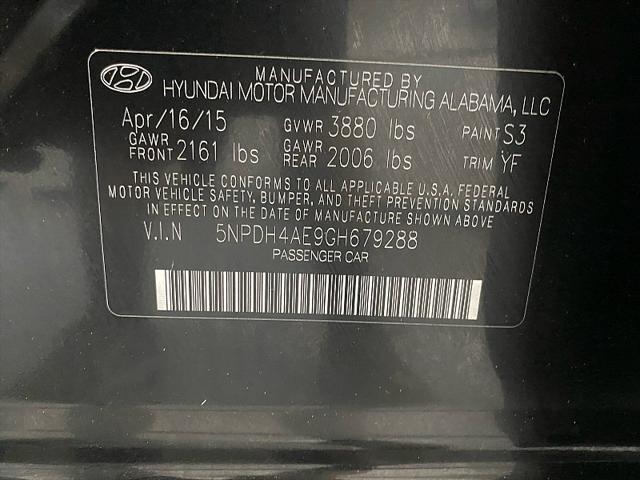 MANUFACTURED BY
HYUNDAI MOTOR MANUFACTURING ALABAMA, LLC
Apr/16/15 GVWR 3880 lbs PAINT S3
GAWR FRONT 2161 lbs GAWR REAR 2006 lbs TRIM YF
THIS VEHICLE CONFORMS TO ALL APPLICABLE U.S.A. FEDERAL
MOTOR VEHICLE SAFETY, BUMPER, AND THEFT PREVENTION STANDARDS
IN EFFECT ON THE DATE OF MANUFACTURE SHOWN ABOVE
V.I.N 5NPDH4AE9GH679288
PASSENGER CAR